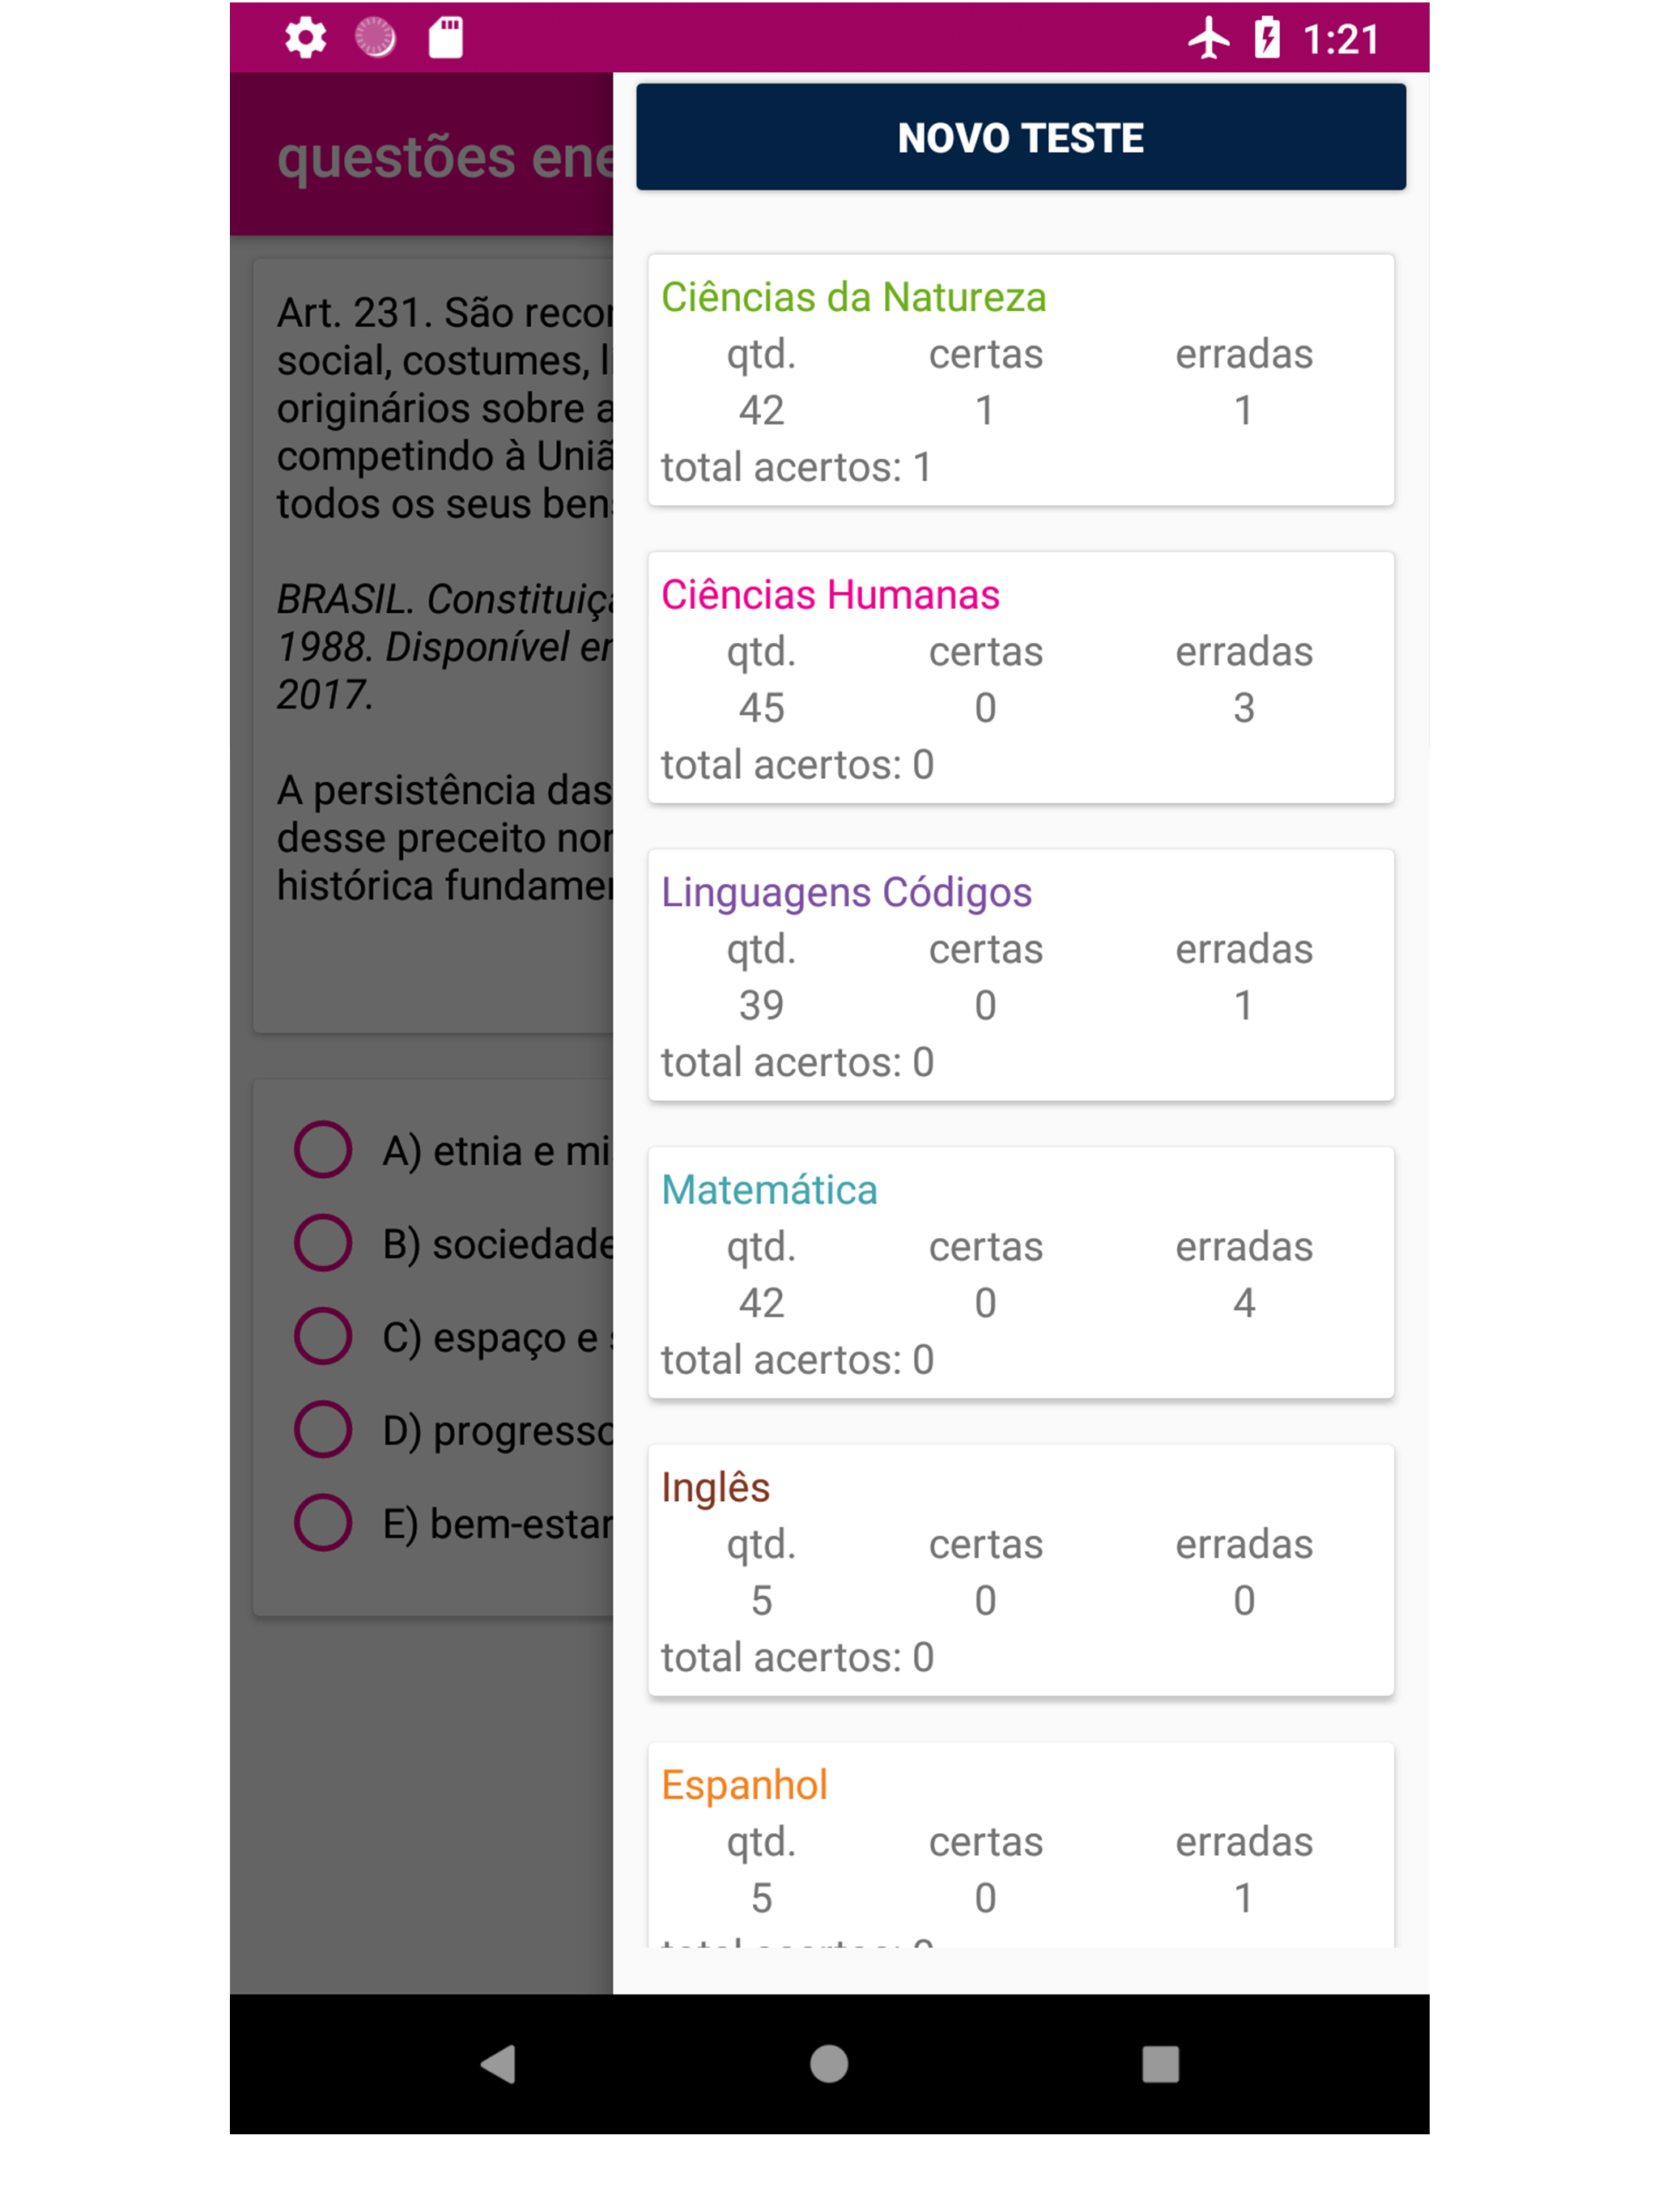 1:21
questões ene
Art. 231. São recor
social, costumes, l
originários sobre a
competindo à Uniã
todos os seus bens
BRASIL. Constituiç
1988. Disponível er
2017.
A persistência das
desse preceito nor
histórica fundamer
A) etnia e mi
B) sociedade
C) espaço e
D) progresso
E) bem-estar
NOVO TESTE
Ciências da Natureza
qtd. certas erradas
42 1 1
total acertos: 1
Ciências Humanas
qtd. certas erradas
45 0 3
total acertos: 0
Linguagens Códigos
qtd. certas erradas
39 0 1
total acertos: 0
Matemática
qtd. certas erradas
42 0 4
total acertos: 0
Inglês
qtd. certas erradas
5 0 0
total acertos: 0
Espanhol
qtd. certas erradas
5 0 1